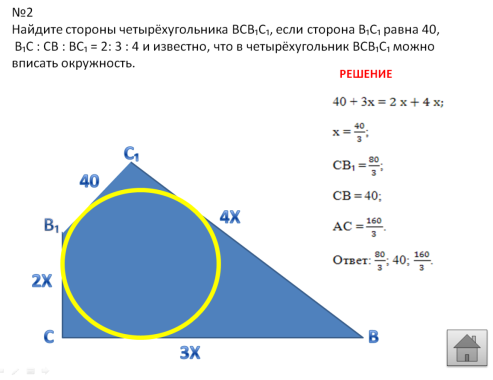 №2
Найдите стороны четырёхугольника BCB₁C₁, если сторона B₁C₁ равна 40,
B₁C : CB : BC₁ = 2: 3 : 4 и известно, что в четырёхугольник BCB₁C₁ можно
вписать окружность.
РЕШЕНИЕ
40 + 3x = 2 x + 4 x;
x = 40/3;
CB₁ = 80/3;
CB = 40;
AC = 160/3.
Ответ: 80/3; 40; 160/3.
C₁
40
4X
B₁
2X
C
B
3X